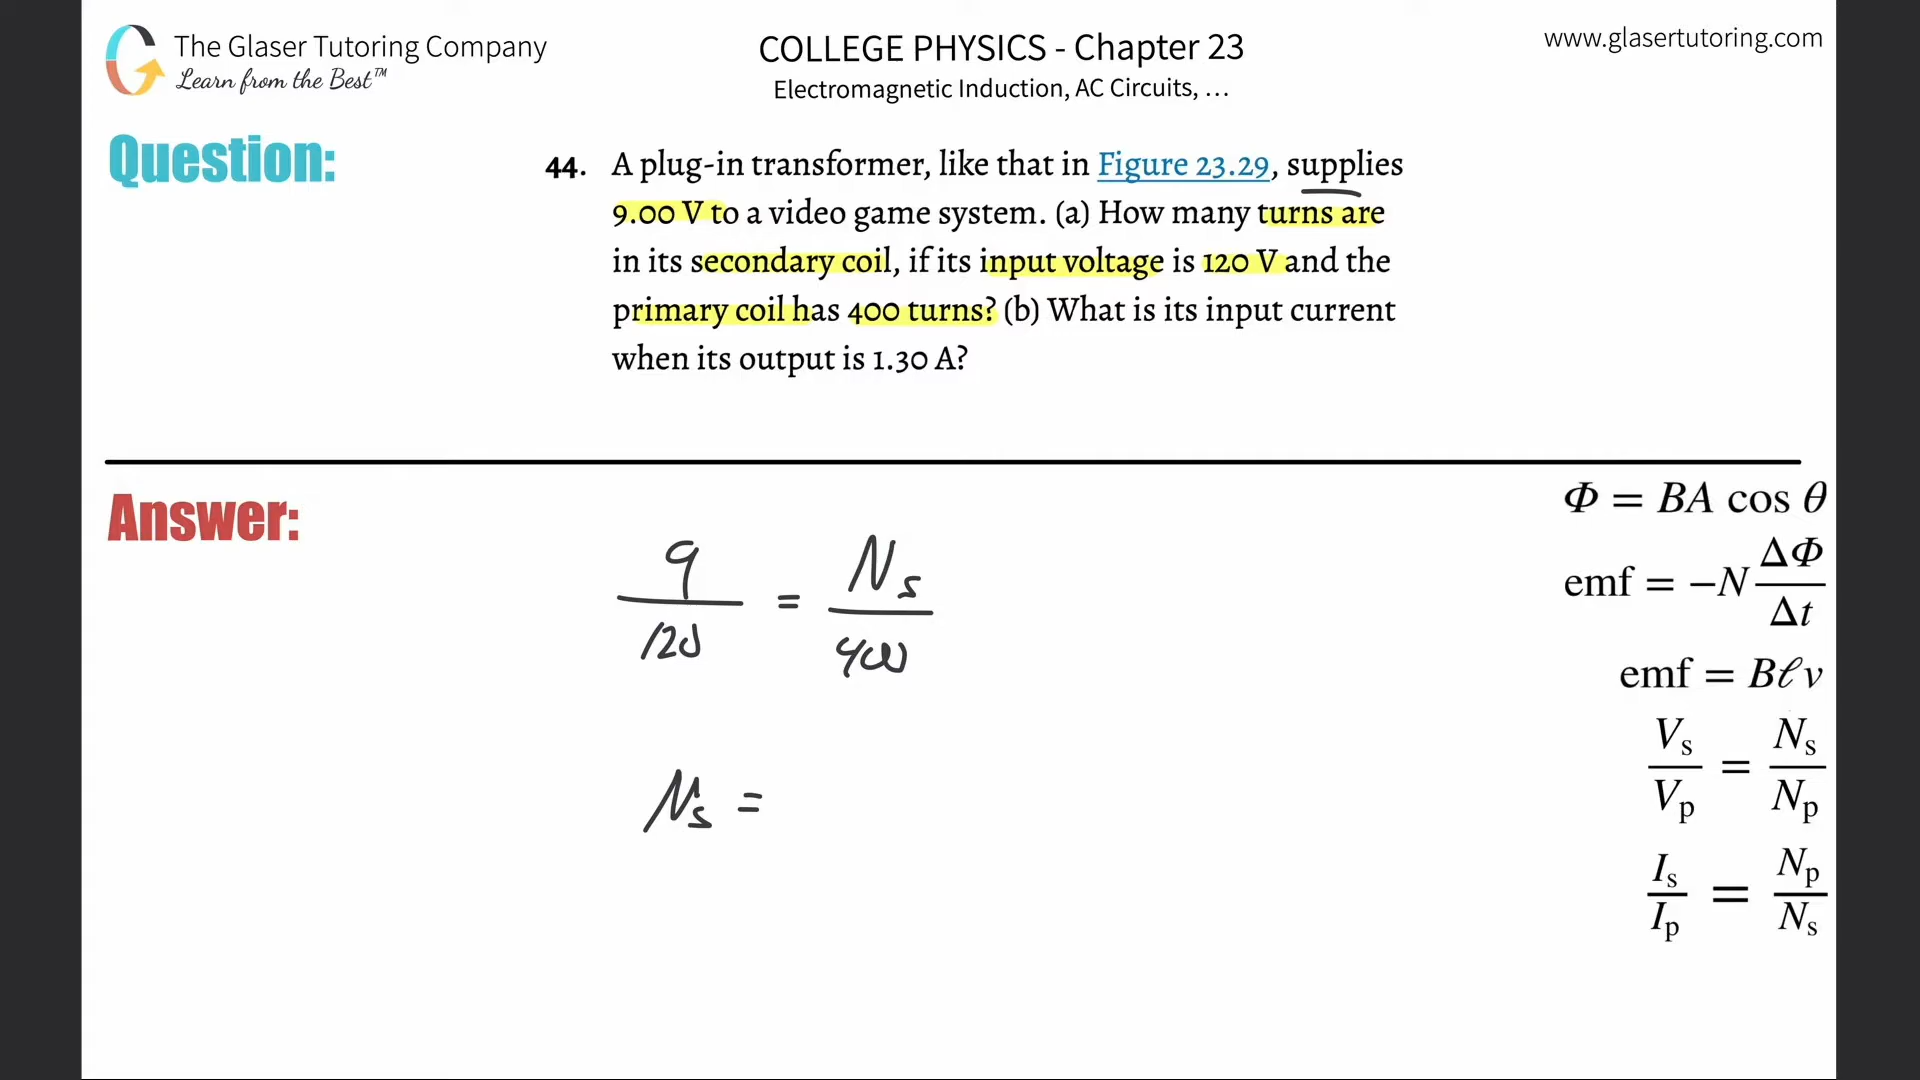 The Glaser Tutoring Company
Learn from the Best™
COLLEGE PHYSICS - Chapter 23
Electromagnetic Induction, AC Circuits, …
www.glasertutoring.com
Question:
44. A plug-in transformer, like that in Figure 23.29, supplies
9.00 V to a video game system. (a) How many turns are
in its secondary coil, if its input voltage is 120 V and the
primary coil has 400 turns? (b) What is its input current
when its output is 1.30 A?
Answer:
9/120 = Ns/400
Ns =
Φ = BA cos θ
emf = −N ΔΦ/Δt
emf = Bℓv
Vs/Vp = Ns/Np
Is/Ip = Np/Ns